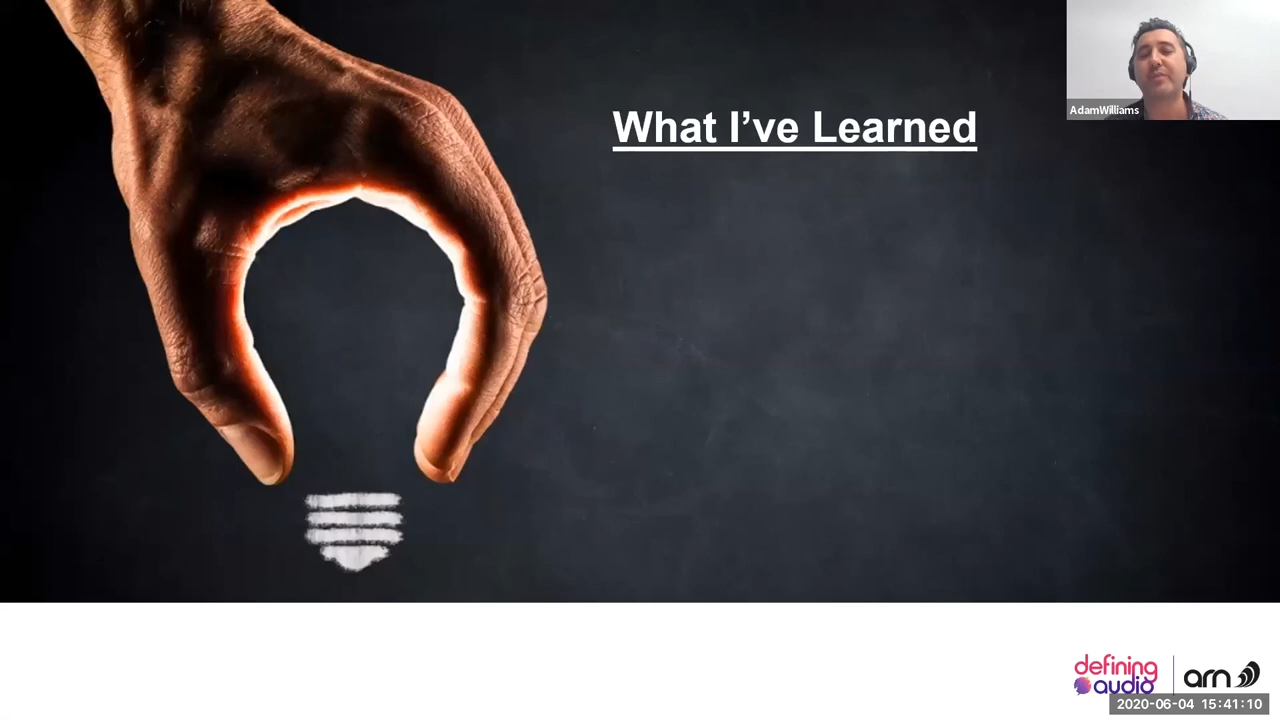 What I’ve Learned
AdamWilliams
defining
audio
arn
2020-06-04 15:41:10